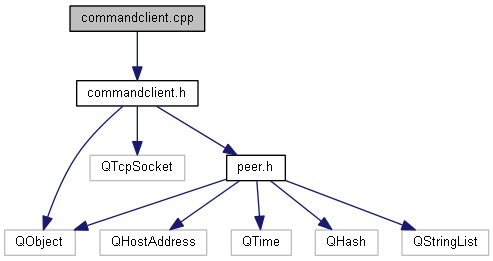 commandclient.cpp
commandclient.h
QTcpSocket
peer.h
QObject
QHostAddress
QTime
QHash
QStringList